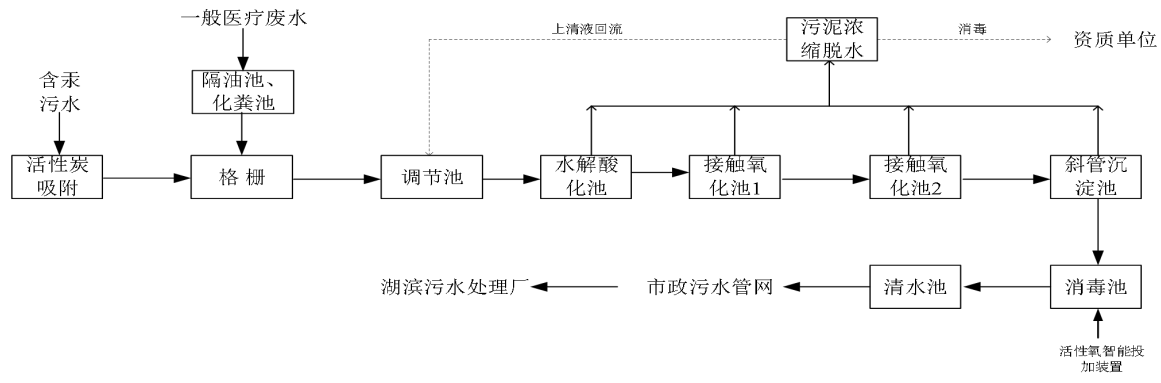 一般医疗废水
上清液回流
污泥浓
缩脱水
消毒
资质单位
含汞
污水
隔油池、
化粪池
活性炭
吸附
格栅
调节池
水解酸
化池
接触氧
化池1
接触氧
化池2
斜管沉
淀池
湖滨污水处理厂
市政污水管网
清水池
消毒池
活性氧智能投
加装置